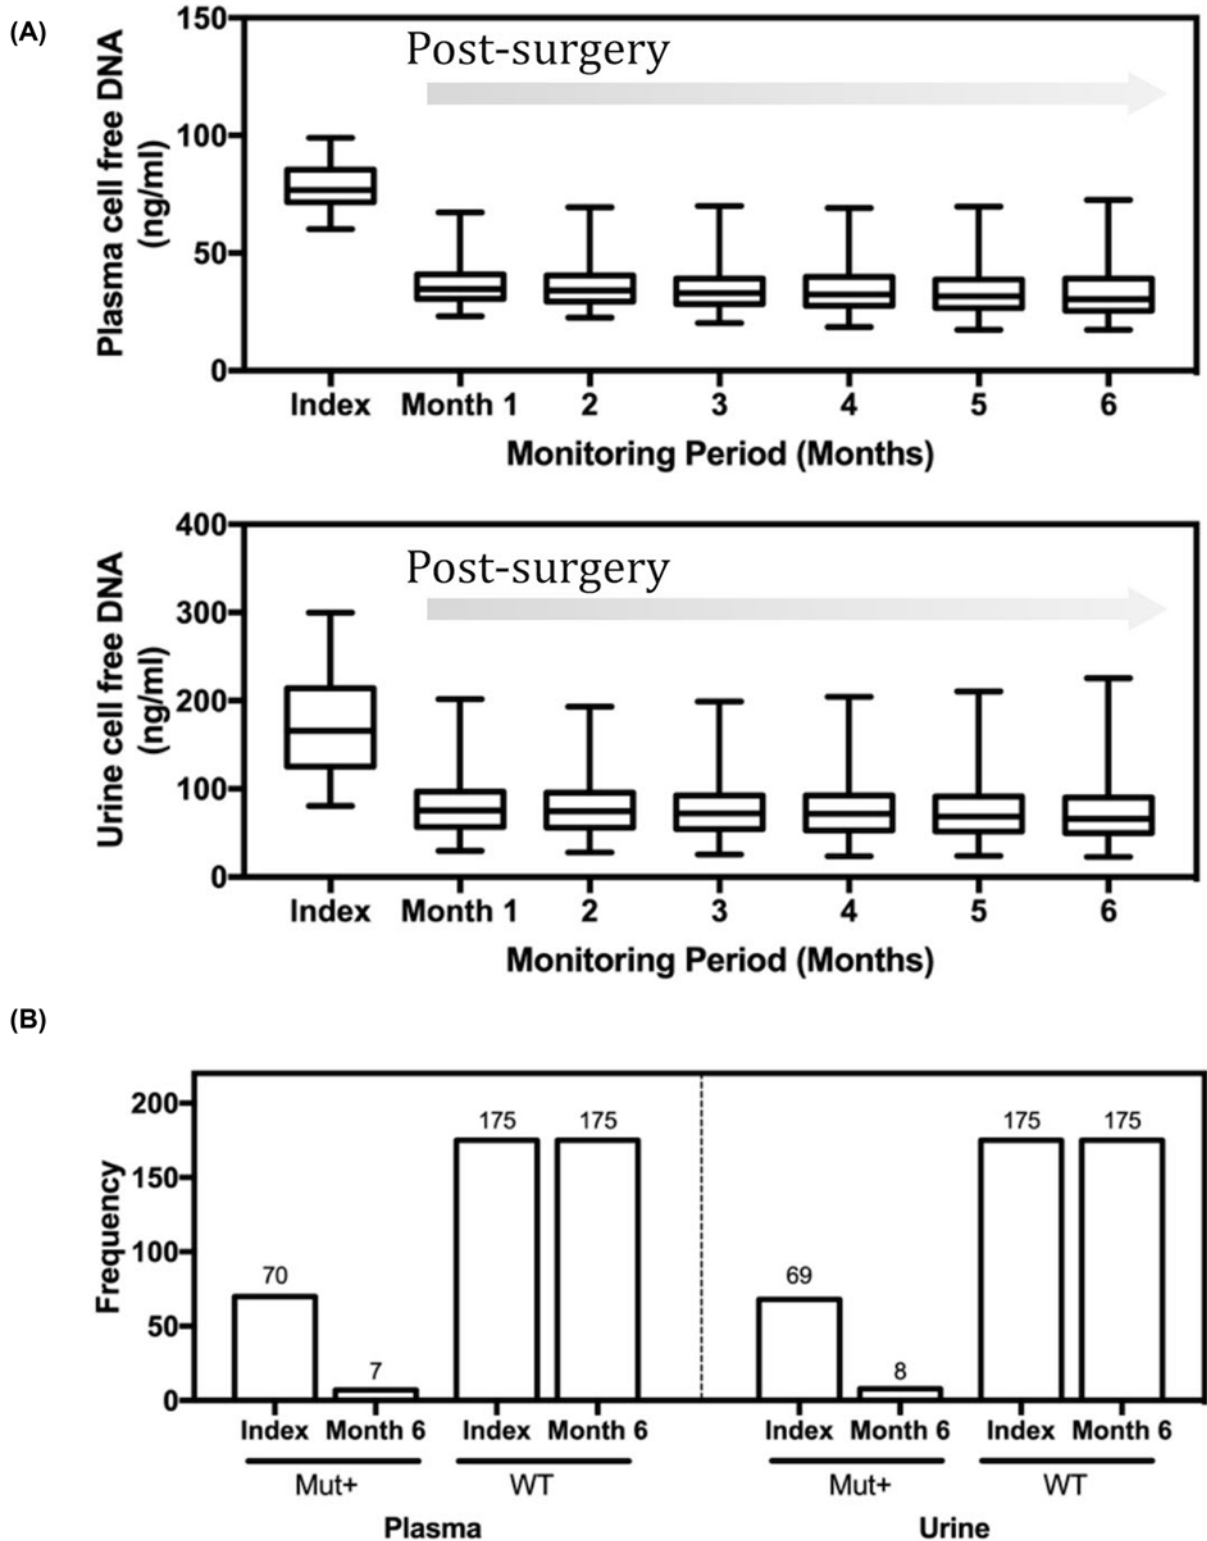 (A)
Plasma cell free DNA
(ng/ml)
150
100
50
0
Post-surgery
Index Month 1 2 3 4 5 6
Monitoring Period (Months)
Urine cell free DNA
(ng/ml)
400
300
200
100
0
Post-surgery
Index Month 1 2 3 4 5 6
Monitoring Period (Months)
(B)
Frequency
200
150
100
50
0
70 7 175 175 69 8 175 175
Index Month 6 Index Month 6 Index Month 6 Index Month 6
Mut+ WT Mut+ WT
Plasma Urine